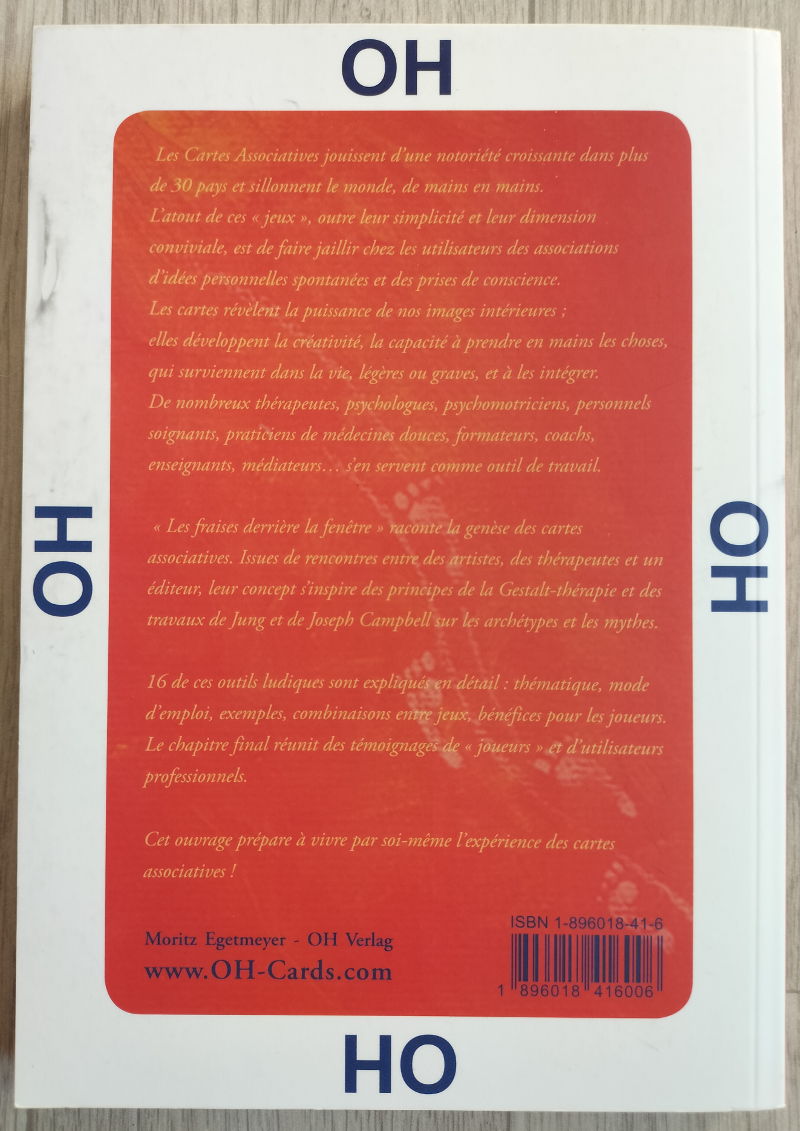 OH
Les Cartes Associatives jouissent d'une notoriété croissante dans plus
de 30 pays et sillonnent le monde, de mains en mains.
L'atout de ces « jeux », outre leur simplicité et leur dimension
conviviale, est de faire jaillir chez les utilisateurs des associations
d'idées personnelles spontanées et des prises de conscience.
Les cartes révèlent la puissance de nos images intérieures ;
elles développent la créativité, la capacité à prendre en mains les choses,
qui surviennent dans la vie, légères ou graves, et à les intégrer.
De nombreux thérapeutes, psychologues, psychomotriciens, personnels
soignants, praticiens de médecines douces, formateurs, coachs,
enseignants, médiateurs… s'en servent comme outil de travail.
« Les fraises derrière la fenêtre » raconte la genèse des cartes
associatives. Issues de rencontres entre des artistes, des thérapeutes et un
éditeur, leur concept s'inspire des principes de la Gestalt-thérapie et des
travaux de Jung et de Joseph Campbell sur les archétypes et les mythes.
16 de ces outils ludiques sont expliqués en détail : thématique, mode
d'emploi, exemples, combinaisons entre jeux, bénéfices pour les joueurs.
Le chapitre final réunit des témoignages de « joueurs » et d'utilisateurs
professionnels.
Cet ouvrage prépare à vivre par soi-même l'expérience des cartes
associatives !
Moritz Egetmeyer - OH Verlag
www.OH-Cards.com
ISBN 1-896018-41-6
1 896018 416006
OH
OH
HO